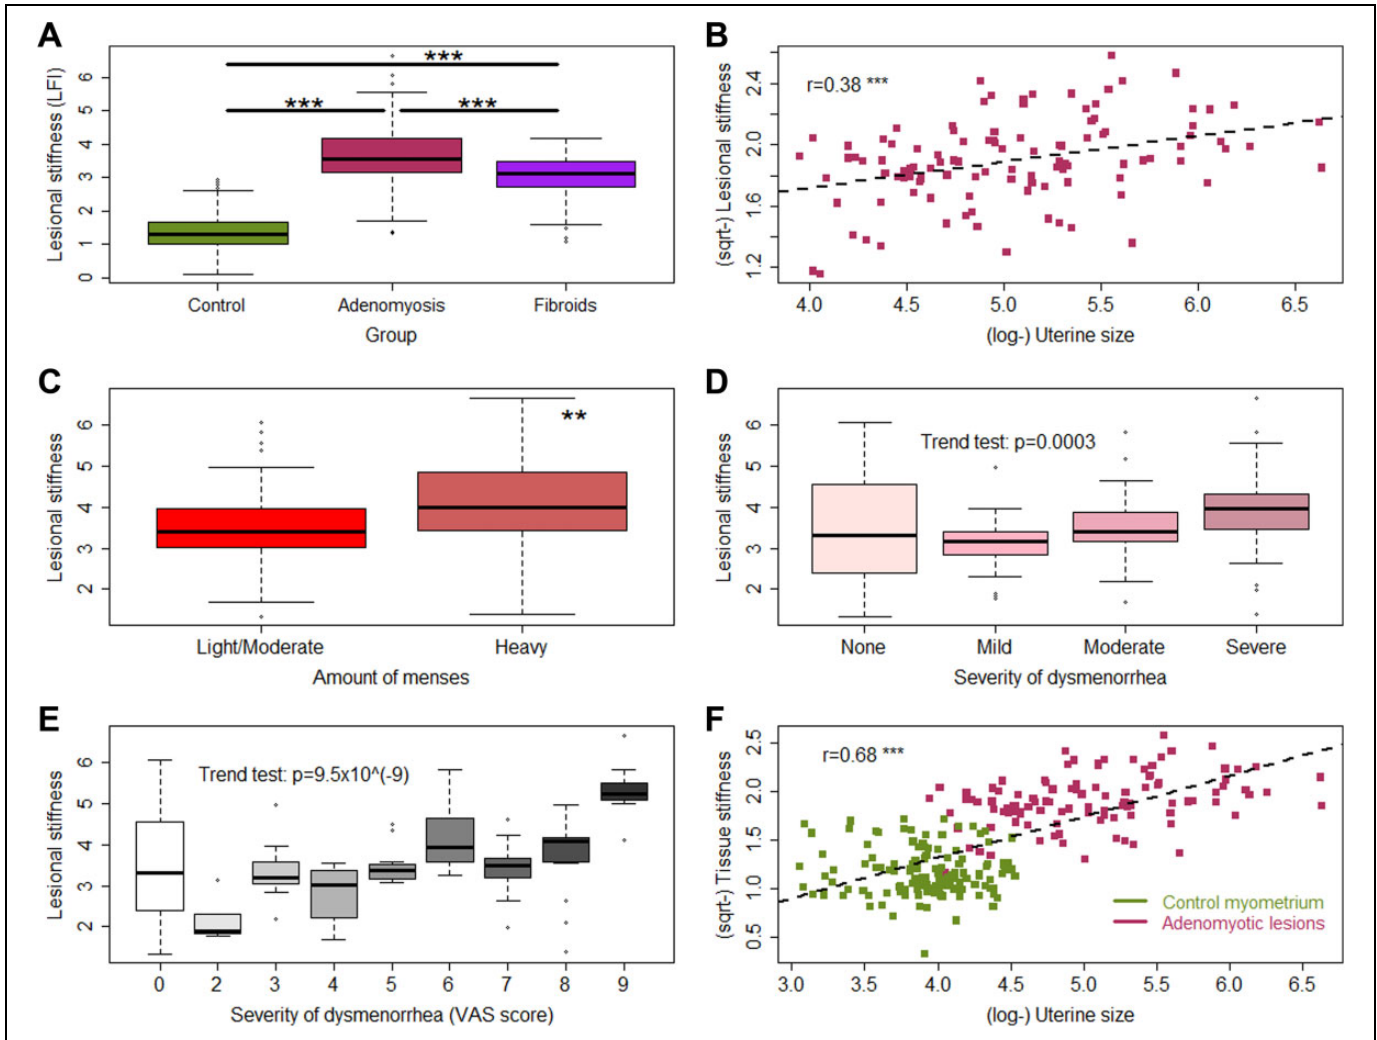 A
Lesional stiffness (LFI)
0 1 2 3 4 5 6
***
*** ***
Control Adenomyosis Fibroids
Group
B
(sqrt-) Lesional stiffness
1.2 1.6 2.0 2.4
r=0.38 ***
4.0 4.5 5.0 5.5 6.0 6.5
(log-) Uterine size
C
Lesional stiffness
2 3 4 5 6
**
Light/Moderate Heavy
Amount of menses
D
Lesional stiffness
2 3 4 5 6
Trend test: p=0.0003
None Mild Moderate Severe
Severity of dysmenorrhea
E
Lesional stiffness
2 3 4 5 6
Trend test: p=9.5x10^(-9)
0 2 3 4 5 6 7 8 9
Severity of dysmenorrhea (VAS score)
F
(sqrt-) Tissue stiffness
0.5 1.0 1.5 2.0 2.5
r=0.68 ***
Control myometrium
Adenomyotic lesions
3.0 3.5 4.0 4.5 5.0 5.5 6.0 6.5
(log-) Uterine size